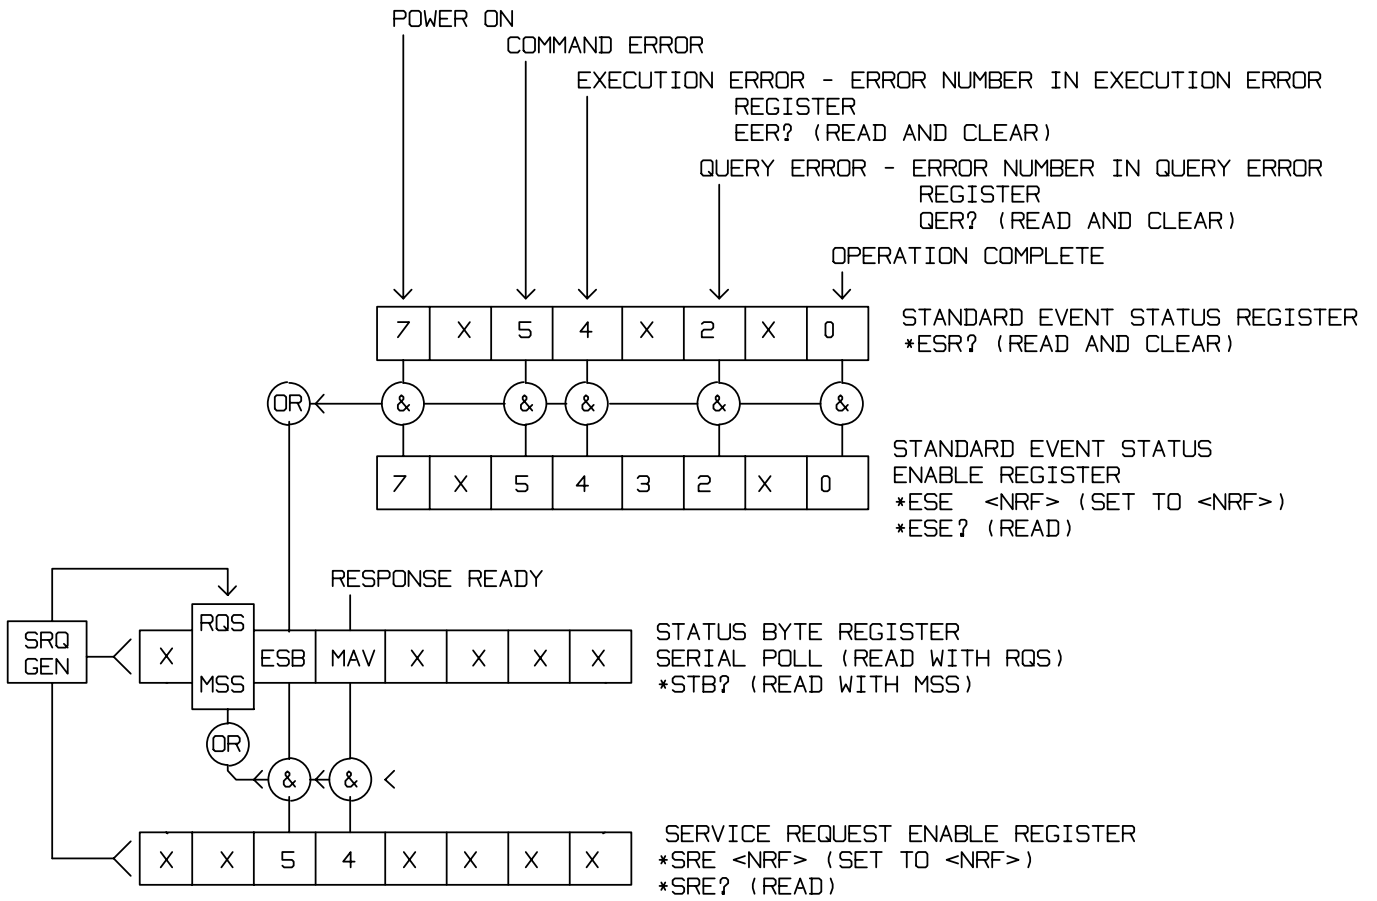 POWER ON
COMMAND ERROR
EXECUTION ERROR - ERROR NUMBER IN EXECUTION ERROR
REGISTER
EER? (READ AND CLEAR)
QUERY ERROR - ERROR NUMBER IN QUERY ERROR
REGISTER
QER? (READ AND CLEAR)
OPERATION COMPLETE
7 X 5 4 X 2 X 0
STANDARD EVENT STATUS REGISTER
*ESR? (READ AND CLEAR)
OR & & & & &
7 X 5 4 3 2 X 0
STANDARD EVENT STATUS
ENABLE REGISTER
*ESE <NRF> (SET TO <NRF>)
*ESE? (READ)
RESPONSE READY
SRQ
GEN
RQS
MSS
X ESB MAV X X X X
STATUS BYTE REGISTER
SERIAL POLL (READ WITH RQS)
*STB? (READ WITH MSS)
OR
& &
X X 5 4 X X X X
SERVICE REQUEST ENABLE REGISTER
*SRE <NRF> (SET TO <NRF>)
*SRE? (READ)